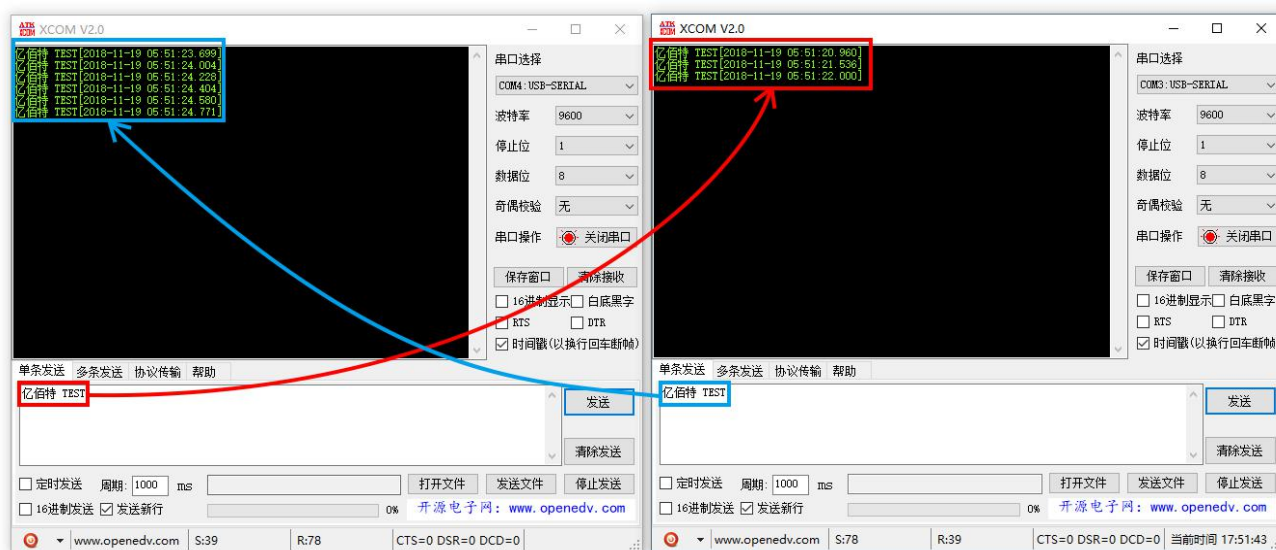 ATK XCOM XCOM V2.0
亿佰特 TEST[2018-11-19 05:51:23.699]
亿佰特 TEST[2018-11-19 05:51:24.004]
亿佰特 TEST[2018-11-19 05:51:24.228]
亿佰特 TEST[2018-11-19 05:51:24.404]
亿佰特 TEST[2018-11-19 05:51:24.580]
亿佰特 TEST[2018-11-19 05:51:24.771]
串口选择
COM4:USB-SERIAL
波特率 9600
停止位 1
数据位 8
奇偶校验 无
串口操作 关闭串口
保存窗口 清除接收
16进制显示 白底黑字
RTS DTR
时间戳(以换行回车断帧)
单条发送 多条发送 协议传输 帮助
亿佰特 TEST
发送
清除发送
定时发送 周期: 1000 ms 打开文件 发送文件 停止发送
16进制发送 发送新行 0% 开源电子网: www.openedv.com
www.openedv.com S:39 R:78 CTS=0 DSR=0 DCD=0
ATK XCOM XCOM V2.0
亿佰特 TEST[2018-11-19 05:51:20.960]
亿佰特 TEST[2018-11-19 05:51:21.536]
亿佰特 TEST[2018-11-19 05:51:22.000]
串口选择
COM3:USB-SERIAL
波特率 9600
停止位 1
数据位 8
奇偶校验 无
串口操作 关闭串口
保存窗口 清除接收
16进制显示 白底黑字
RTS DTR
时间戳(以换行回车断帧
单条发送 多条发送 协议传输 帮助
亿佰特 TEST
发送
清除发送
定时发送 周期: 1000 ms 打开文件 发送文件 停止发送
16进制发送 发送新行 0% 开源电子网: www.openedv.com
www.openedv.com S:78 R:39 CTS=0 DSR=0 DCD=0 当前时间 17:51:43